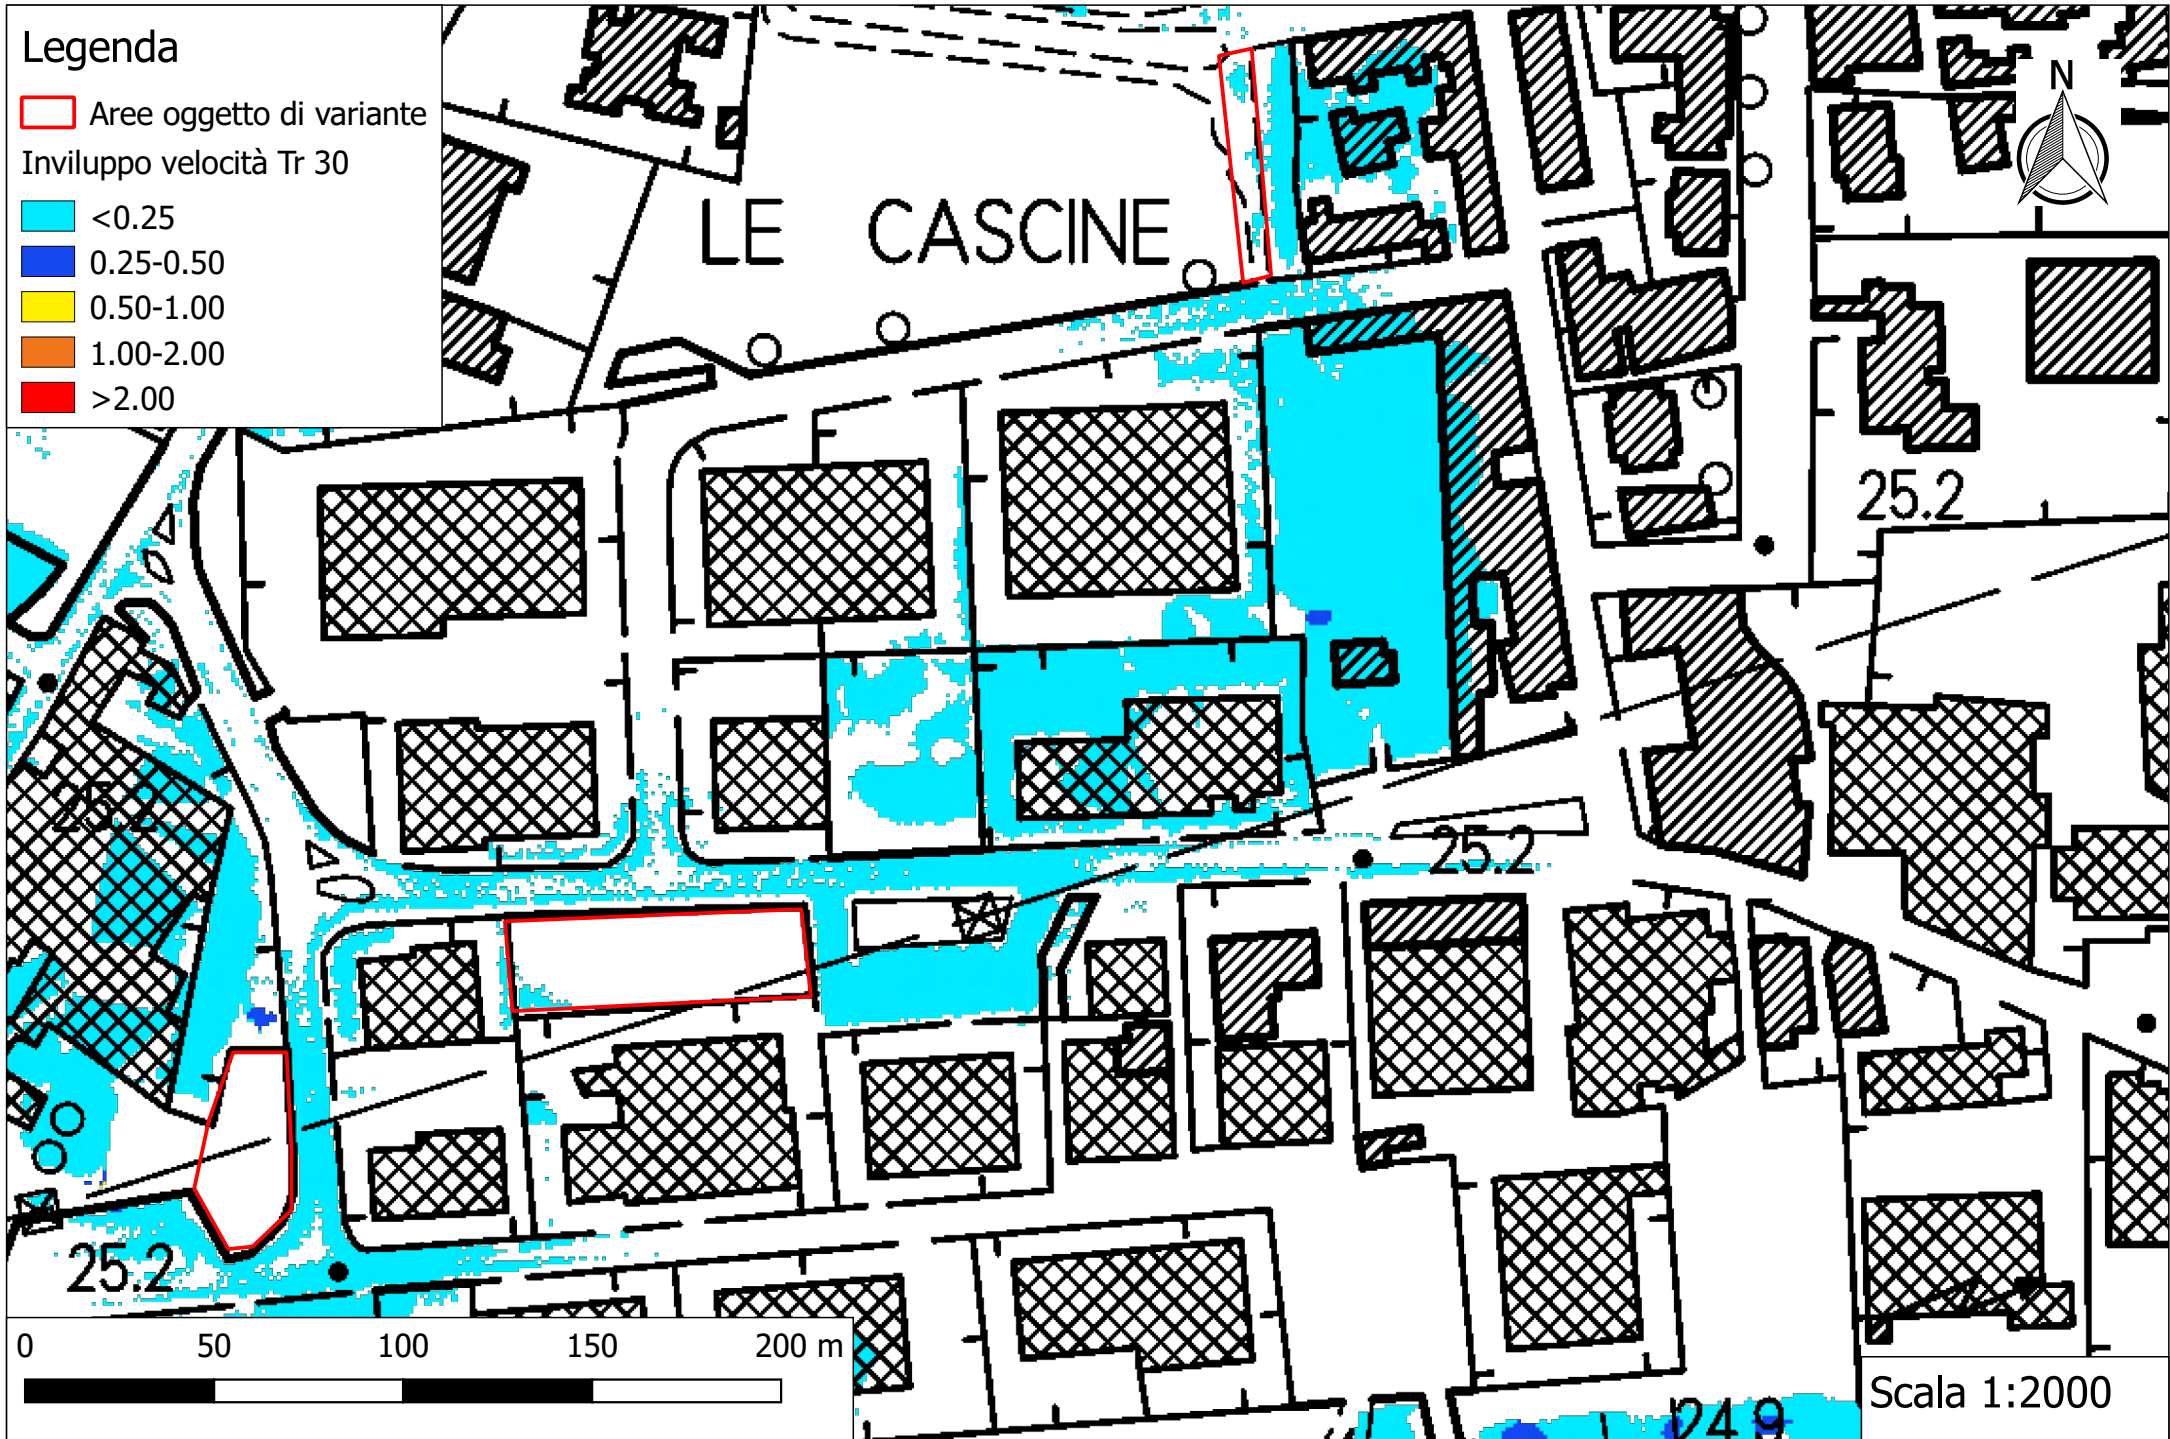 Legenda
Aree oggetto di variante
Inviluppo velocità Tr 30
<0.25
0.25-0.50
0.50-1.00
1.00-2.00
>2.00
N
LE CASCINE
25.2
25.2
25.2
25.2
24.9
0 50 100 150 200 m
Scala 1:2000